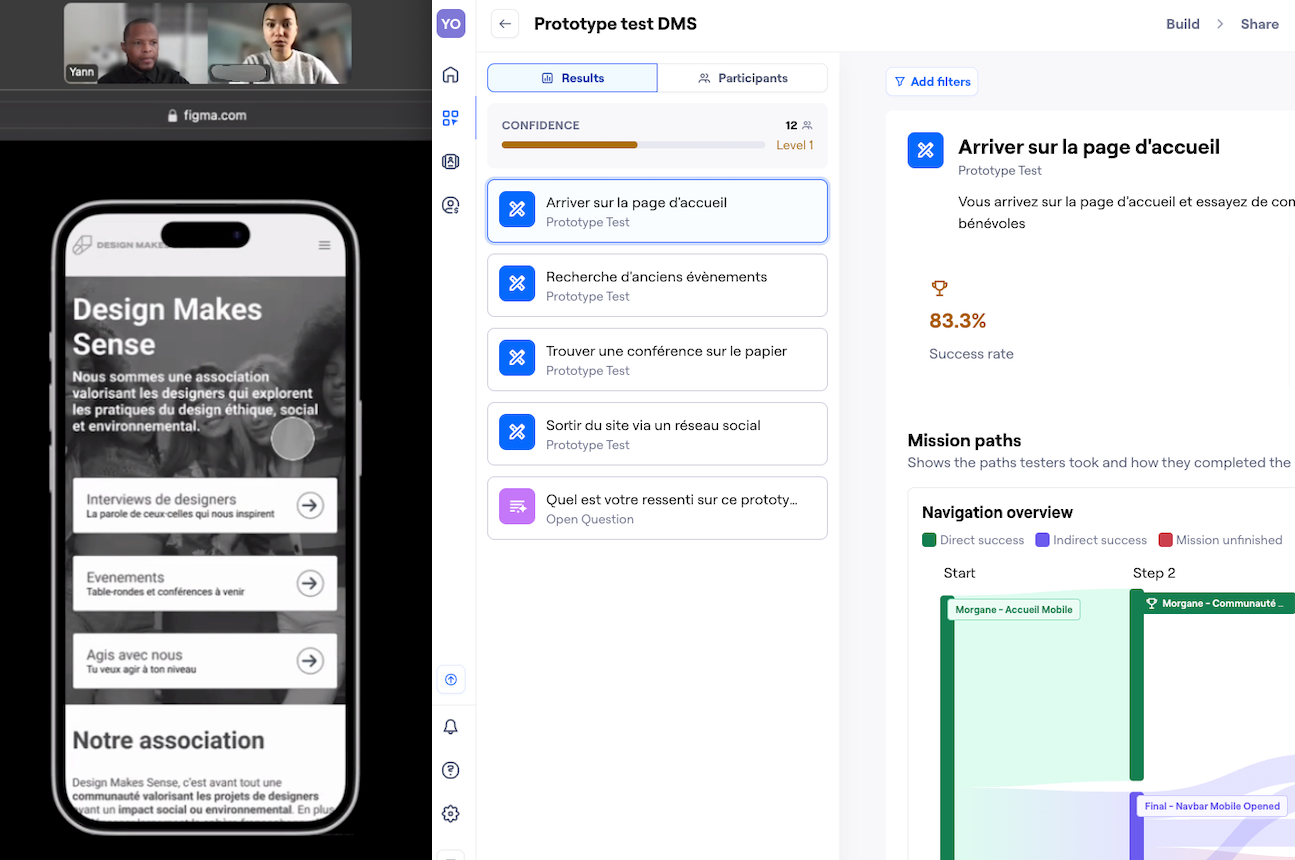 Yann
figma.com
DESIGN MAKES
Design Makes
Sense
Nous sommes une association
valorisant les designers qui explorent
les pratiques du design éthique, social
et environnemental.
Interviews de designers
La parole de ceux·celles qui nous inspirent
Evenements
Table-rondes et conférences à venir
Agis avec nous
Tu veux agir à ton niveau
Notre association
Design Makes Sense, c'est avant tout une
communauté valorisant les projets de designers
ayant un impact social ou environnemental. En plus
YO
Prototype test DMS
Build
Share
Results
Participants
CONFIDENCE
12
Level 1
Arriver sur la page d'accueil
Prototype Test
Recherche d'anciens évènements
Prototype Test
Trouver une conférence sur le papier
Prototype Test
Sortir du site via un réseau social
Prototype Test
Quel est votre ressenti sur ce prototy...
Open Question
Add filters
Arriver sur la page d'accueil
Prototype Test
Vous arrivez sur la page d'accueil et essayez de con
bénévoles
83.3%
Success rate
Mission paths
Shows the paths testers took and how they completed the
Navigation overview
Direct success
Indirect success
Mission unfinished
Start
Step 2
Morgane - Accueil Mobile
Morgane - Communauté ...
Final - Navbar Mobile Opened